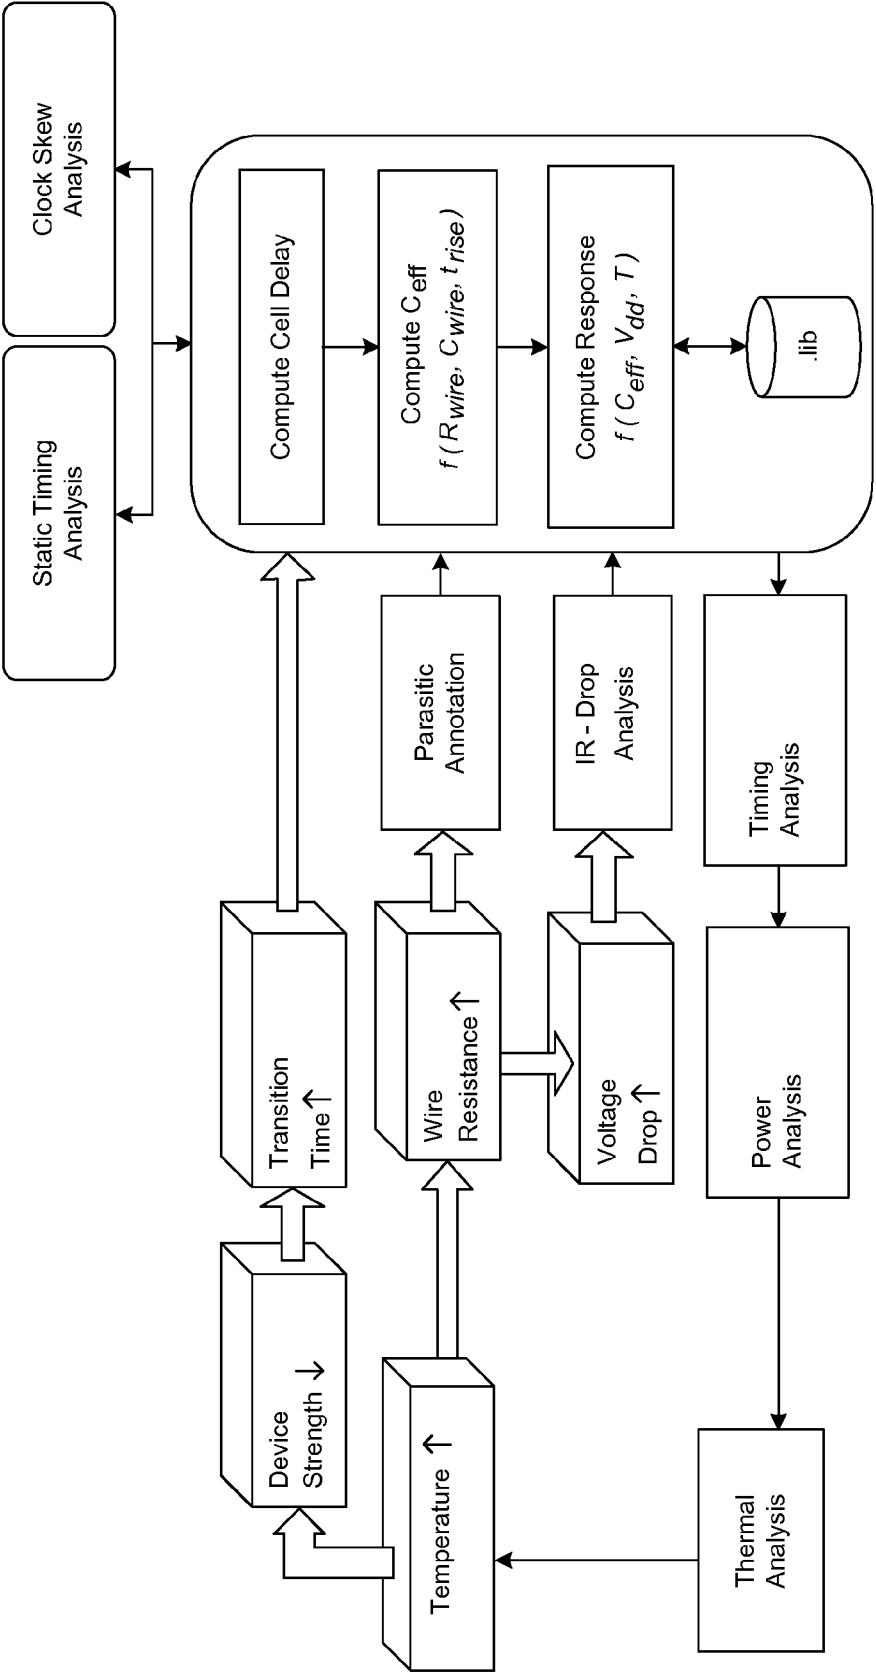 Static Timing
Analysis
Clock Skew
Analysis
Device
Strength ↓
Transition
Time ↑
Compute Cell Delay
Temperature ↑
Wire
Resistance ↑
Parasitic
Annotation
Compute Ceff
f ( Rwire, Cwire, trise)
Voltage
Drop ↑
IR - Drop
Analysis
Compute Response
f ( Ceff, Vdd, T )
Thermal
Analysis
Power
Analysis
Timing
Analysis
.lib